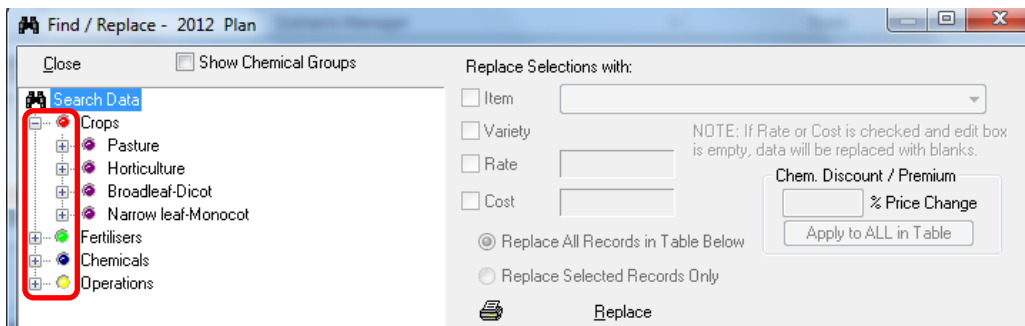 Find / Replace - 2012 Plan
Close
Show Chemical Groups
Search Data
Crops
Pasture
Horticulture
Broadleaf-Dicot
Narrow leaf-Monocot
Fertilisers
Chemicals
Operations
Replace Selections with:
Item
Variety
NOTE: If Rate or Cost is checked and edit box
is empty, data will be replaced with blanks.
Rate
Cost
Chem. Discount / Premium
% Price Change
Apply to ALL in Table
Replace All Records in Table Below
Replace Selected Records Only
Replace